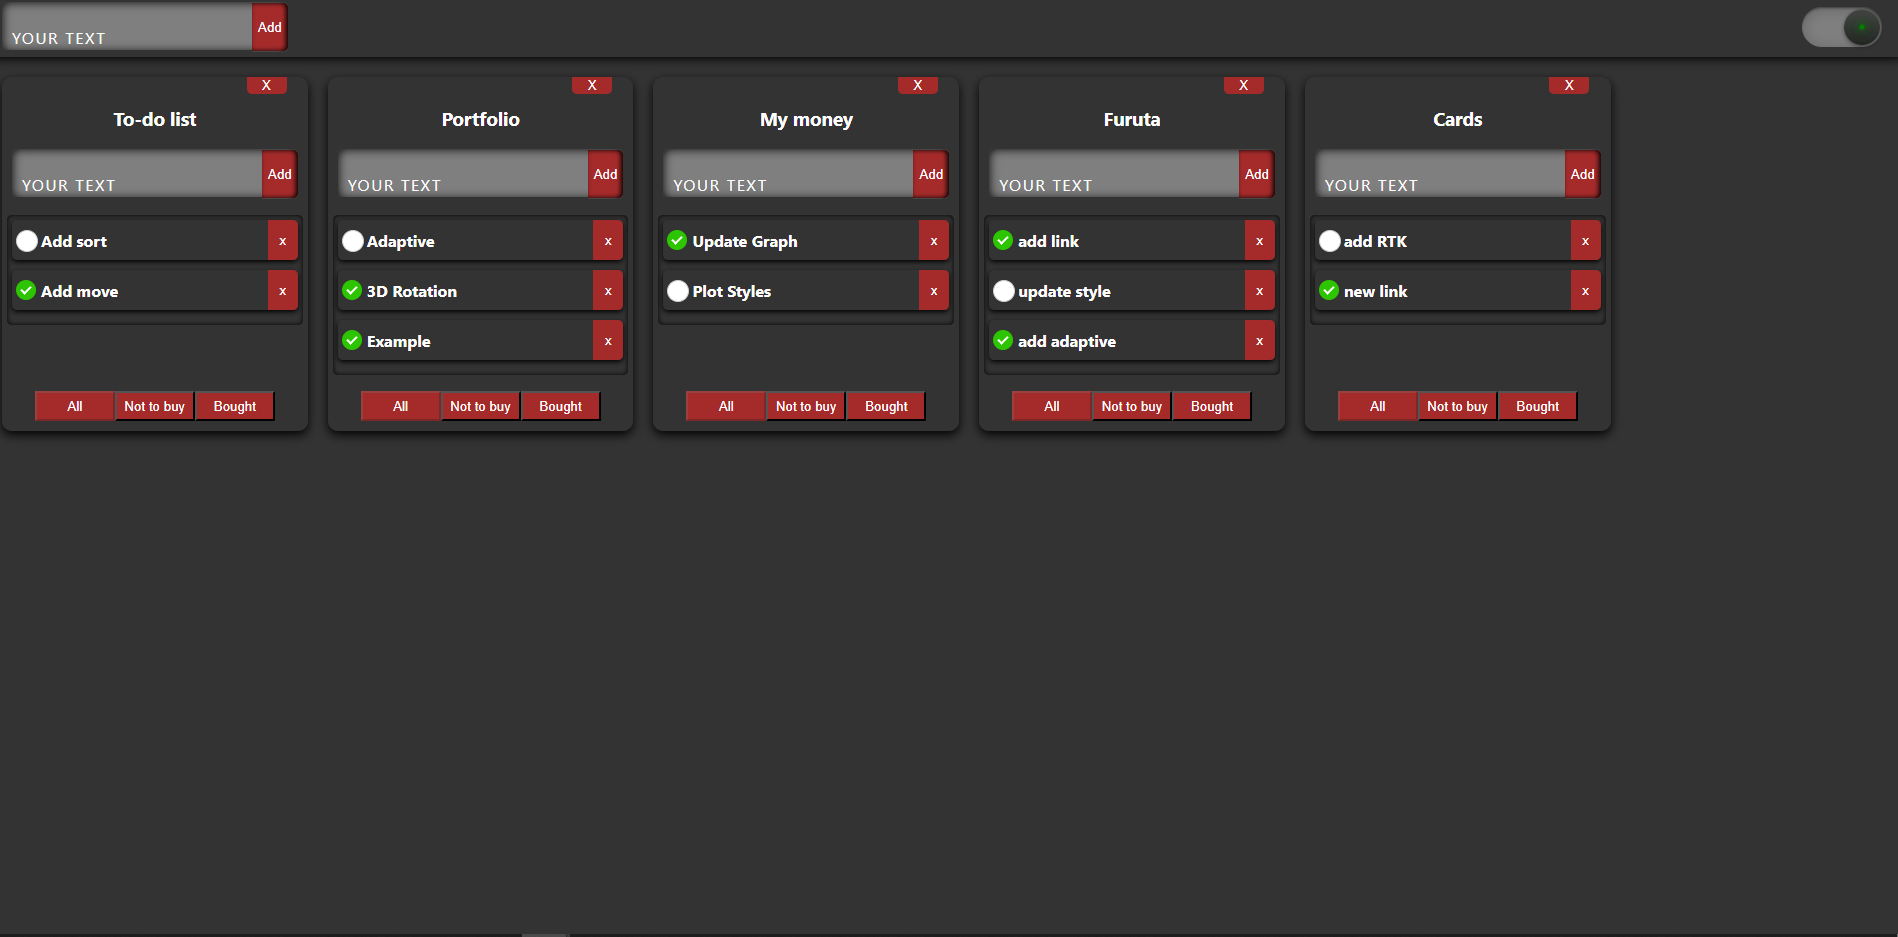 YOUR TEXT Add
X
To-do list
YOUR TEXT Add
Add sort x
Add move x
All Not to buy Bought
X
Portfolio
YOUR TEXT Add
Adaptive x
3D Rotation x
Example x
All Not to buy Bought
X
My money
YOUR TEXT Add
Update Graph x
Plot Styles x
All Not to buy Bought
X
Furuta
YOUR TEXT Add
add link x
update style x
add adaptive x
All Not to buy Bought
X
Cards
YOUR TEXT Add
add RTK x
new link x
All Not to buy Bought